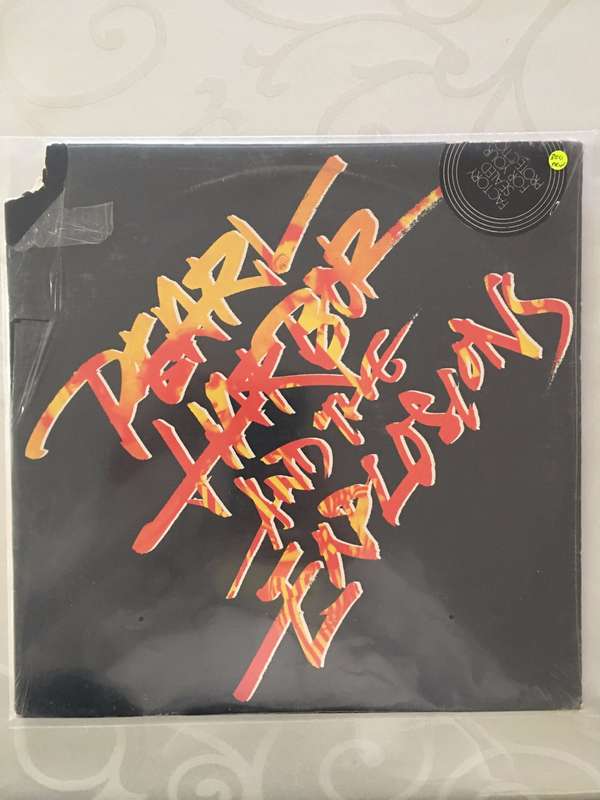 PEARL
HARBOR
AND THE
EXPLOSIONS